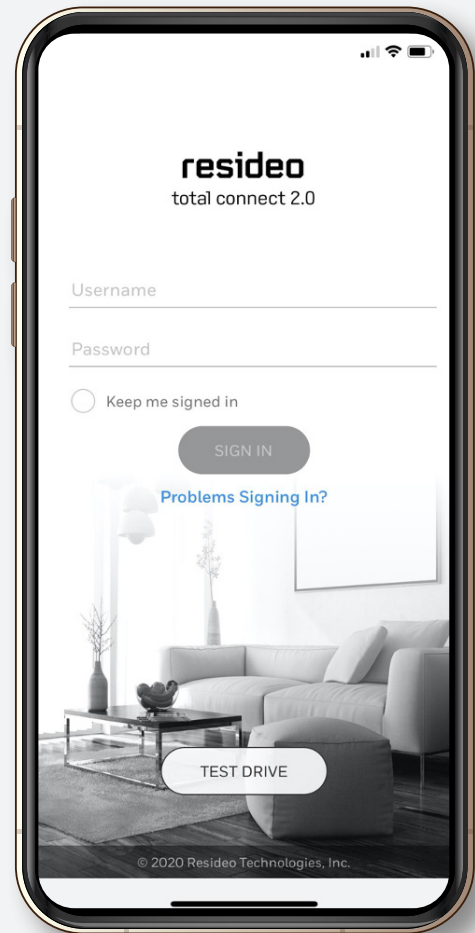 resideo
total connect 2.0
Username
Password
Keep me signed in
SIGN IN
Problems Signing In?
TEST DRIVE
© 2020 Resideo Technologies, Inc.